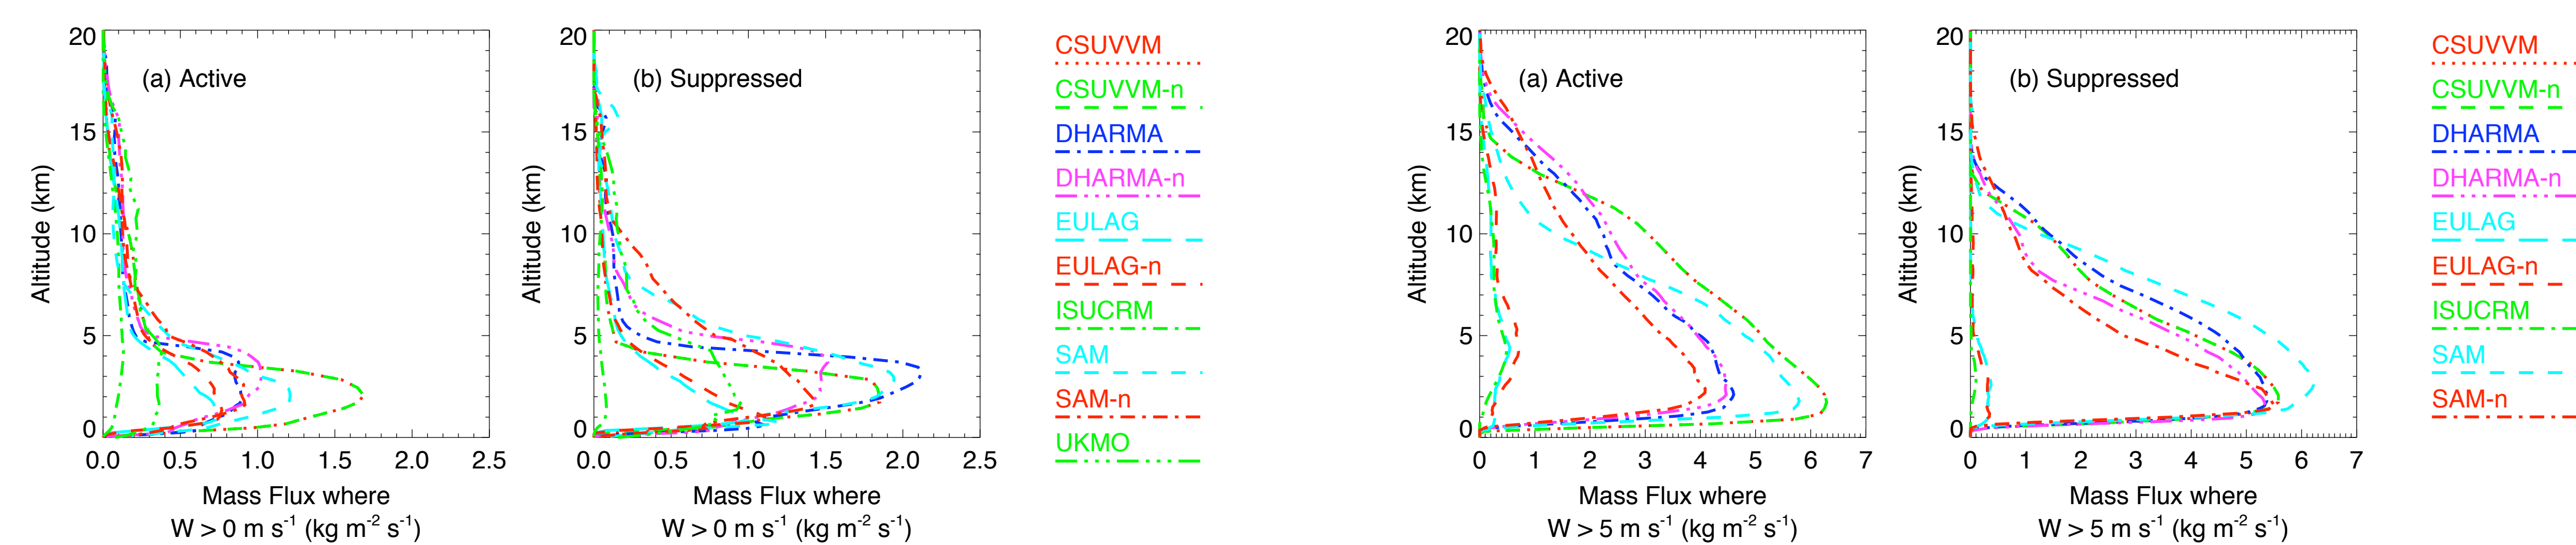 (a) Active
20
15
10
5
0
Altitude (km)
0.0 0.5 1.0 1.5 2.0 2.5
Mass Flux where
W > 0 m s-1 (kg m-2 s-1)
(b) Suppressed
20
15
10
5
0
Altitude (km)
0.0 0.5 1.0 1.5 2.0 2.5
Mass Flux where
W > 0 m s-1 (kg m-2 s-1)
CSUVVM
CSUVVM-n
DHARMA
DHARMA-n
EULAG
EULAG-n
ISUCRM
SAM
SAM-n
UKMO
(a) Active
20
15
10
5
0
Altitude (km)
0 1 2 3 4 5 6 7
Mass Flux where
W > 5 m s-1 (kg m-2 s-1)
(b) Suppressed
20
15
10
5
0
Altitude (km)
0 1 2 3 4 5 6 7
Mass Flux where
W > 5 m s-1 (kg m-2 s-1)
CSUVVM
CSUVVM-n
DHARMA
DHARMA-n
EULAG
EULAG-n
ISUCRM
SAM
SAM-n